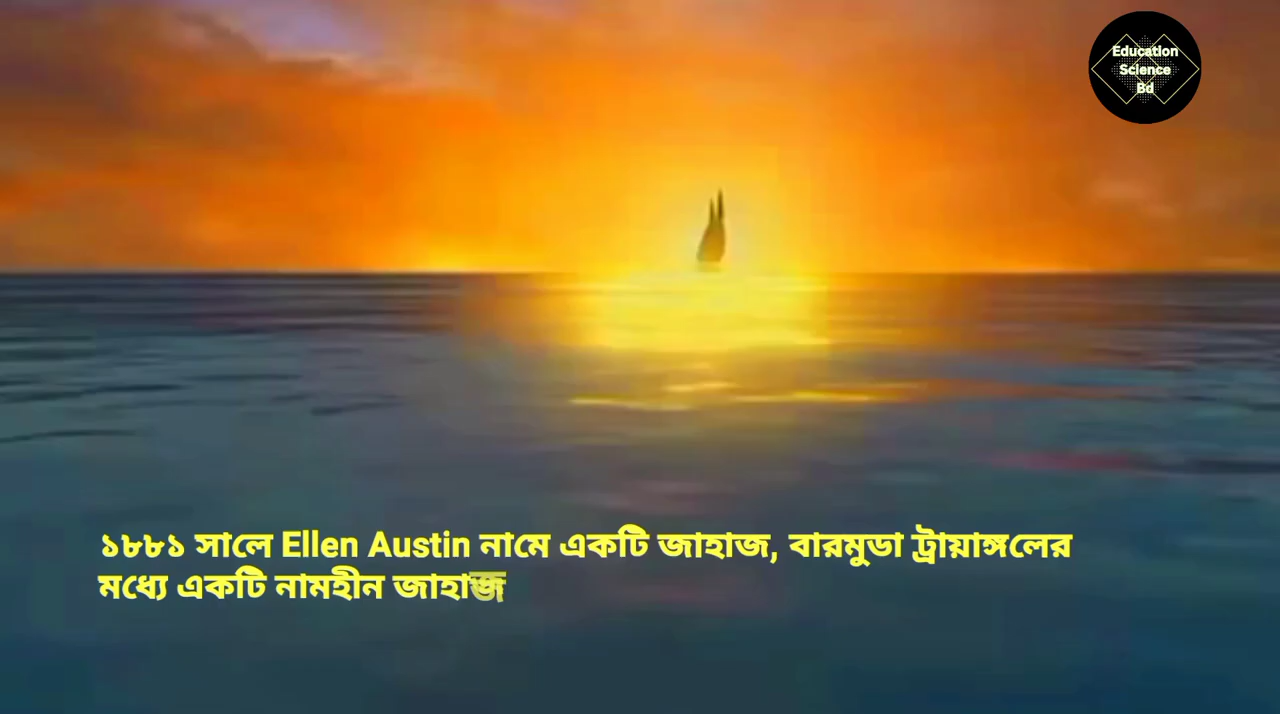 Education
Science
Bd
১৮৮১ সালে Ellen Austin নামে একটি জাহাজ, বারমুডা ট্রায়াঙ্গলের
মধ্যে একটি নামহীন জাহাজ